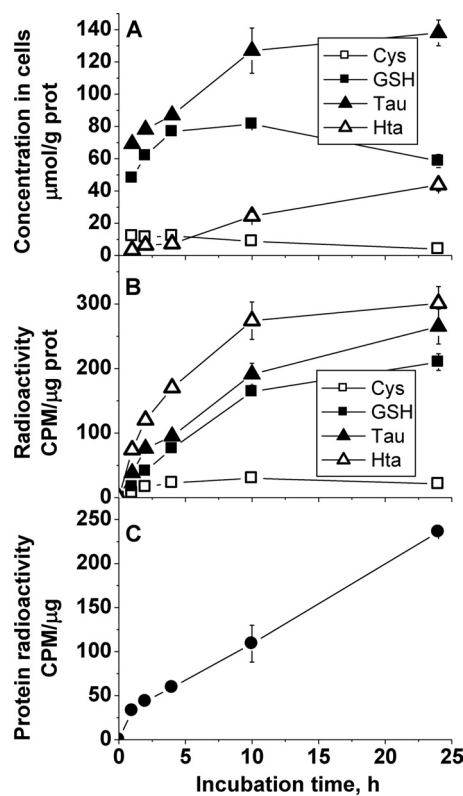 A
Concentration in cells
μmol/g prot
140
120
100
80
60
40
20
0
Cys
GSH
Tau
Hta
B
Radioactivity
CPM/μg prot
300
200
100
0
Cys
GSH
Tau
Hta
C
Protein radioactivity
CPM/μg
250
200
150
100
50
0
0 5 10 15 20 25
Incubation time, h